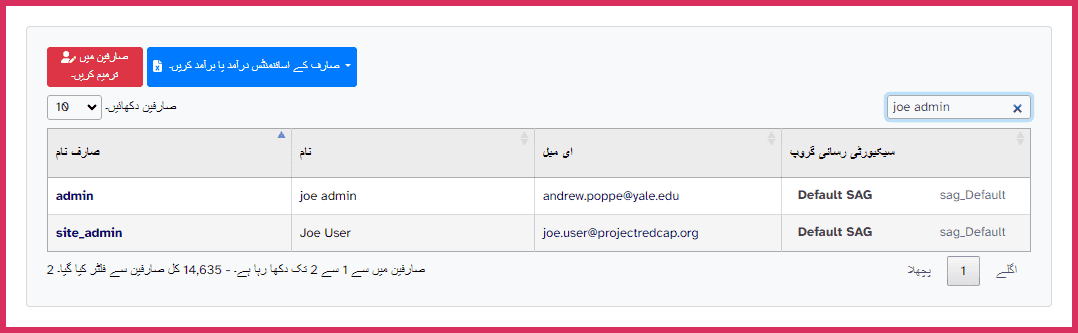 صارفین میں
ترمیم کریں۔
صارف کے اسائنمنٹس درآمد یا برآمد کریں۔
10 صارفین دکھائیں۔
joe admin
صارف نام نام ای میل سیکیورٹی رسائی گروپ
admin joe admin andrew.poppe@yale.edu Default SAG sag_Default
site_admin Joe User joe.user@projectredcap.org Default SAG sag_Default
2 صارفین میں سے 1 سے 2 تک دکھا رہا ہے۔ - 14,635 کل صارفین سے فلٹر کیا گیا۔
پچھلا 1 اگلے